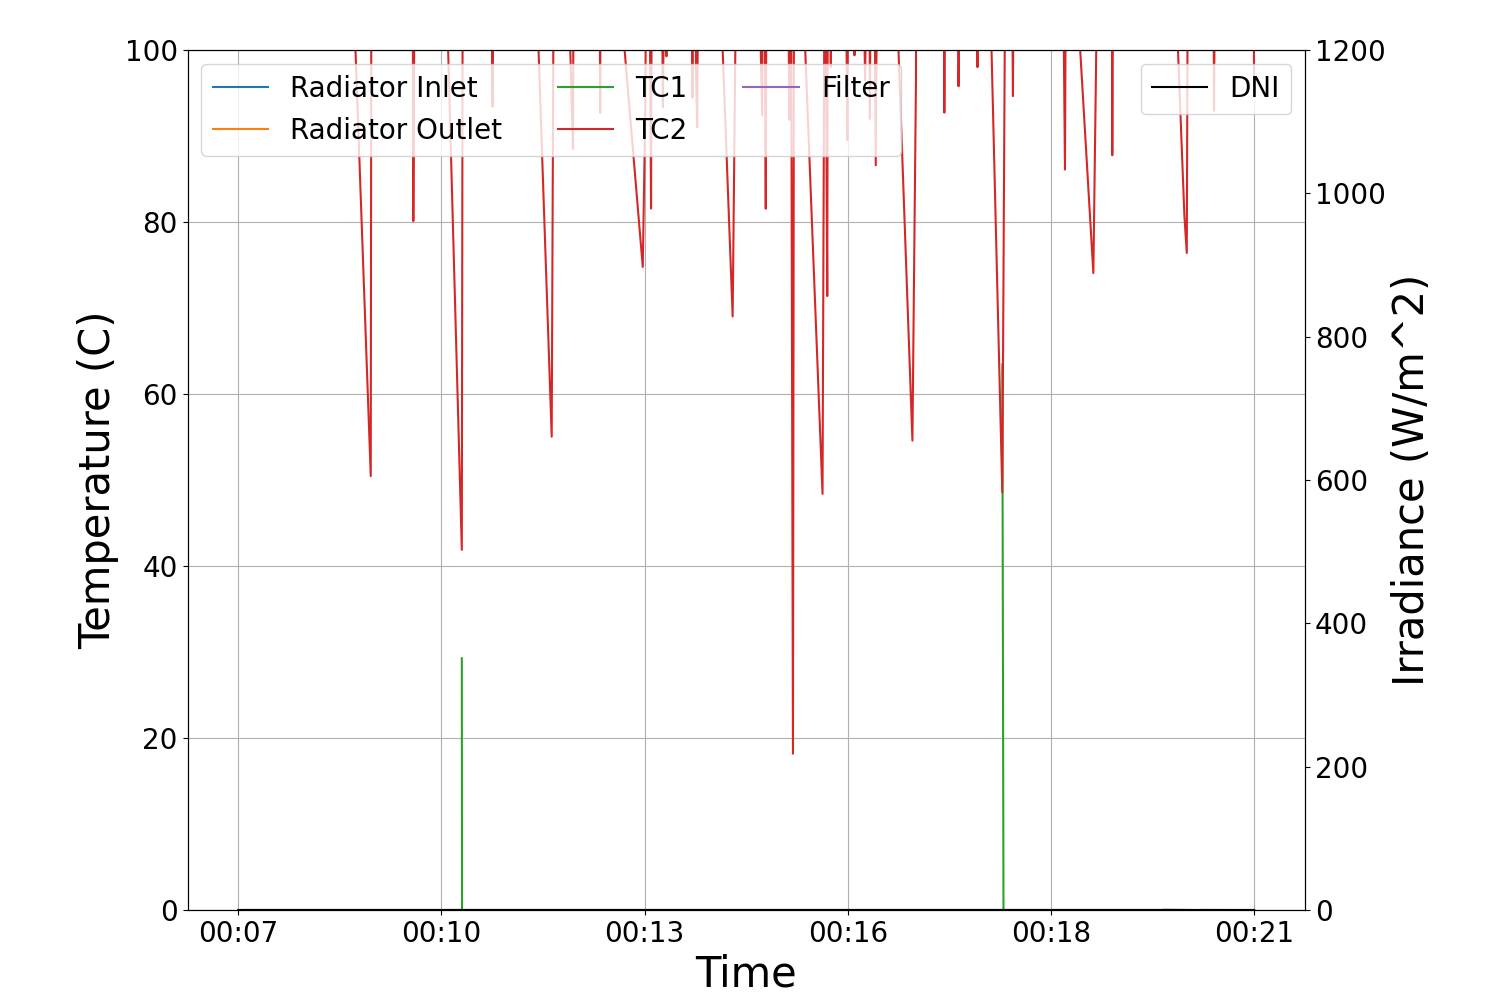 Radiator Inlet
Radiator Outlet
TC1
TC2
Filter
DNI
100
80
60
40
20
0
Temperature (C)
1200
1000
800
600
400
200
0
Irradiance (W/m^2)
00:07 00:10 00:13 00:16 00:18 00:21
Time